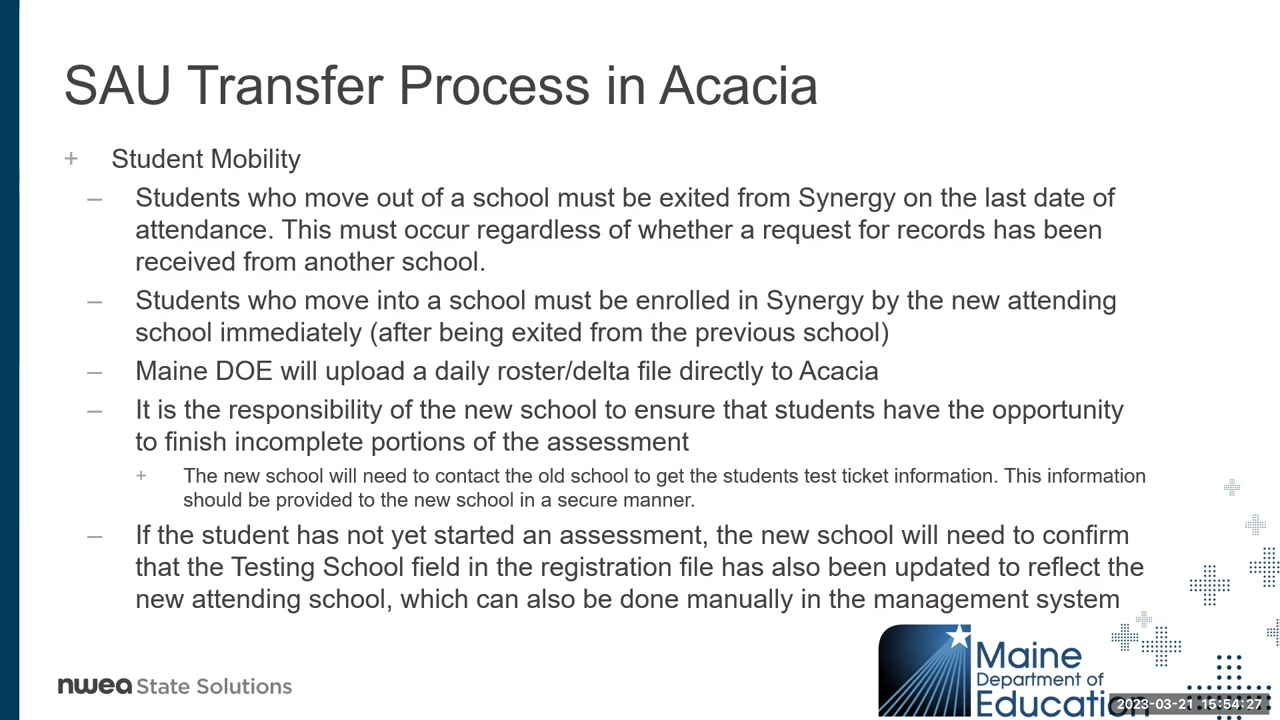 SAU Transfer Process in Acacia
+ Student Mobility
– Students who move out of a school must be exited from Synergy on the last date of
attendance. This must occur regardless of whether a request for records has been
received from another school.
– Students who move into a school must be enrolled in Synergy by the new attending
school immediately (after being exited from the previous school)
– Maine DOE will upload a daily roster/delta file directly to Acacia
– It is the responsibility of the new school to ensure that students have the opportunity
to finish incomplete portions of the assessment
+ The new school will need to contact the old school to get the students test ticket information. This information
should be provided to the new school in a secure manner.
– If the student has not yet started an assessment, the new school will need to confirm
that the Testing School field in the registration file has also been updated to reflect the
new attending school, which can also be done manually in the management system
nwea State Solutions
Maine
Department of
Education
2023-03-21 15:54:27